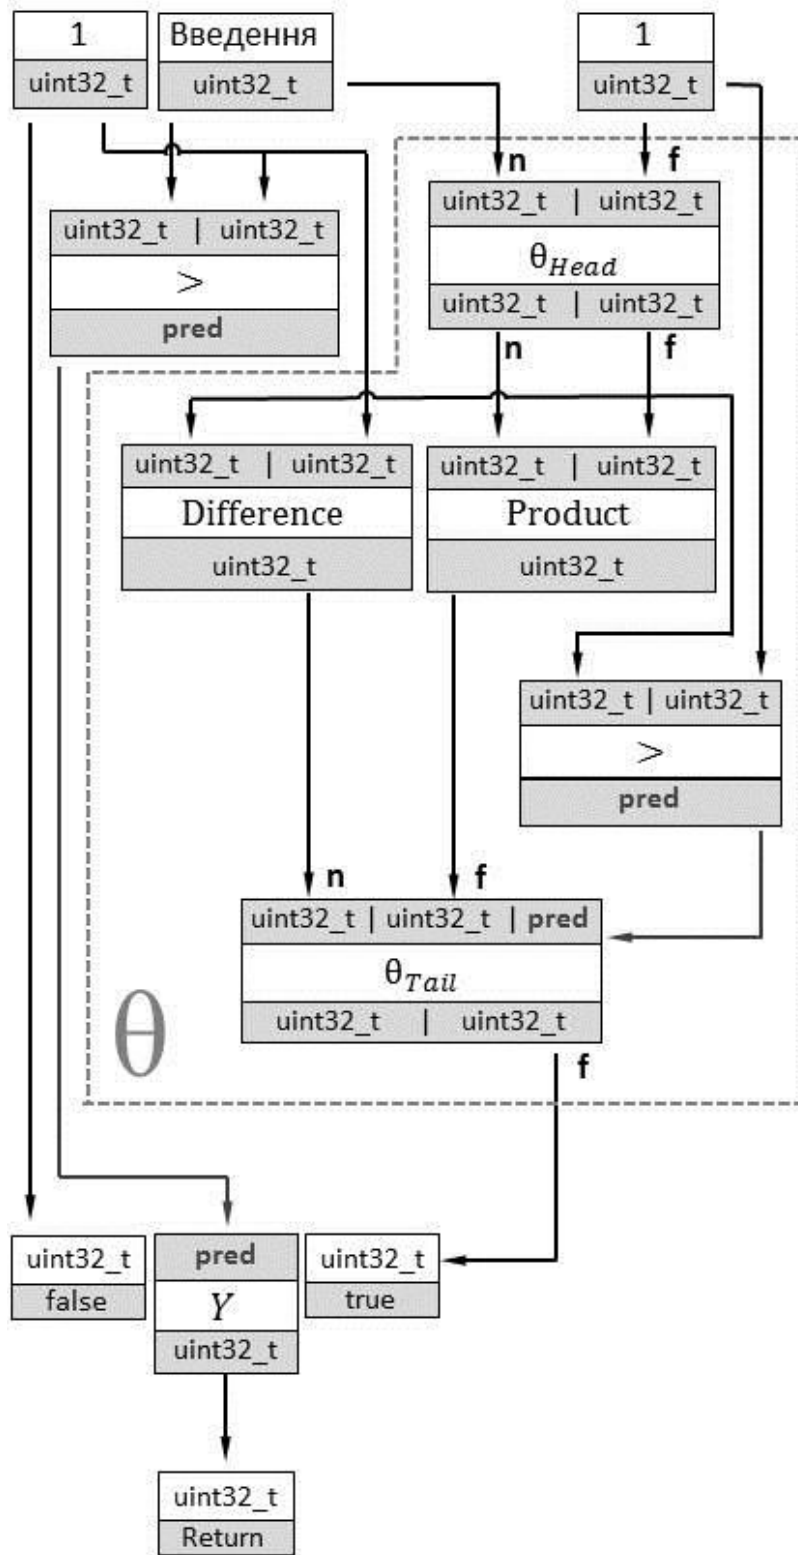 1
Введення
1
uint32_t
uint32_t
uint32_t
n
f
uint32_t | uint32_t
>
pred
uint32_t | uint32_t
θHead
uint32_t | uint32_t
n
f
uint32_t | uint32_t
Difference
uint32_t
uint32_t | uint32_t
Product
uint32_t
uint32_t | uint32_t
>
pred
n
f
uint32_t | uint32_t | pred
θTail
uint32_t | uint32_t
θ
f
uint32_t
false
pred
Y
uint32_t
uint32_t
true
uint32_t
Return